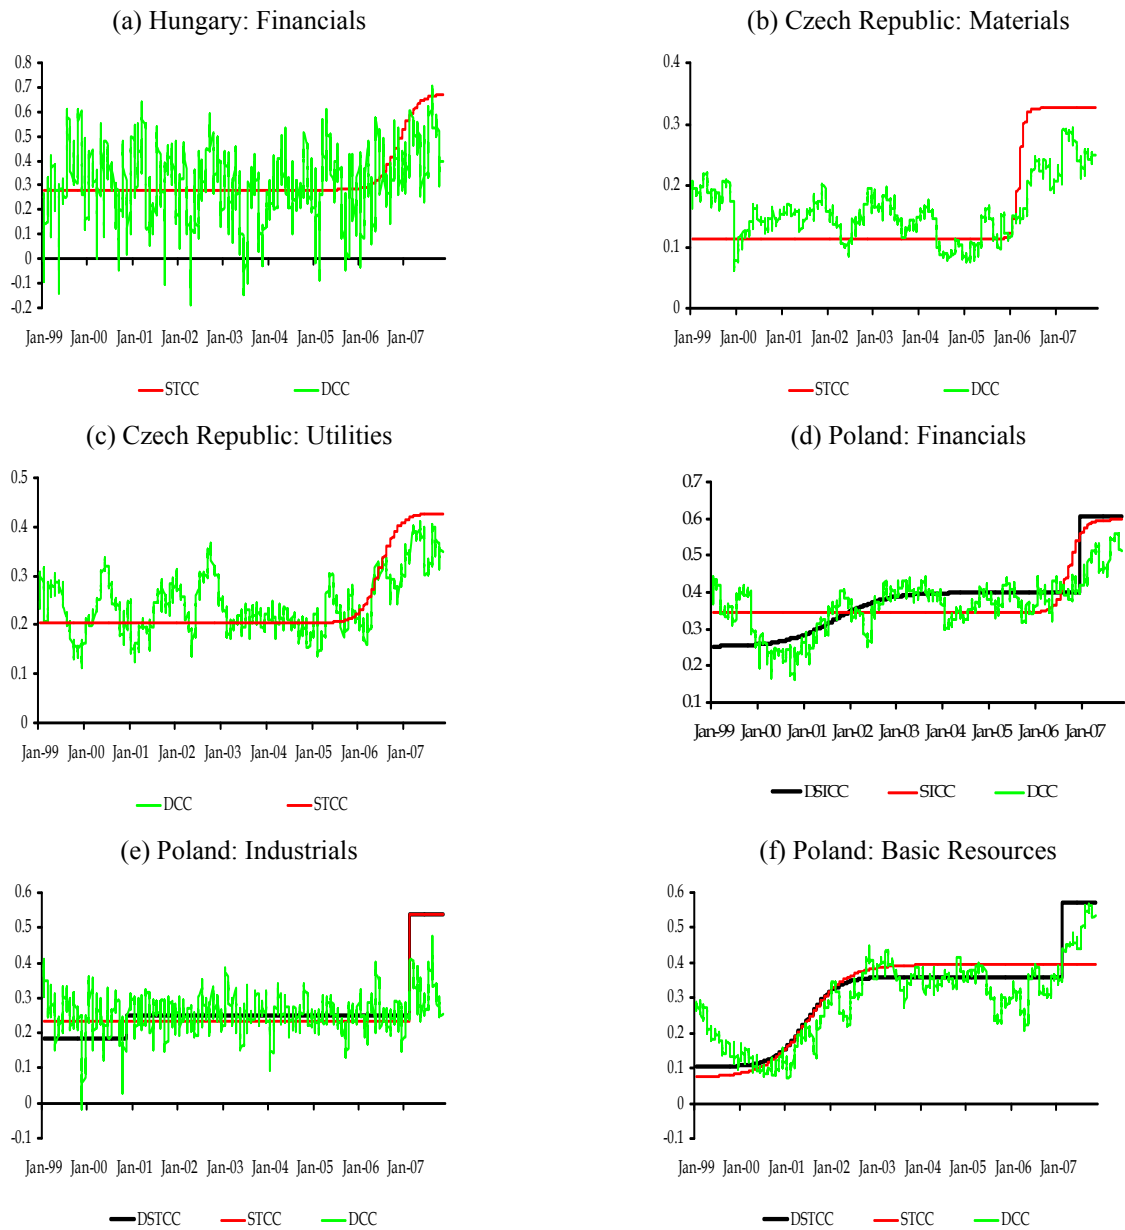 (a) Hungary: Financials
0.8
0.7
0.6
0.5
0.4
0.3
0.2
0.1
0
-0.1
-0.2
Jan-99 Jan-00 Jan-01 Jan-02 Jan-03 Jan-04 Jan-05 Jan-06 Jan-07
STCC DCC
(b) Czech Republic: Materials
0.4
0.3
0.2
0.1
0
Jan-99 Jan-00 Jan-01 Jan-02 Jan-03 Jan-04 Jan-05 Jan-06 Jan-07
STCC DCC
(c) Czech Republic: Utilities
0.5
0.4
0.3
0.2
0.1
0
Jan-99 Jan-00 Jan-01 Jan-02 Jan-03 Jan-04 Jan-05 Jan-06 Jan-07
DCC STCC
(d) Poland: Financials
0.7
0.6
0.5
0.4
0.3
0.2
0.1
Jan-99 Jan-00 Jan-01 Jan-02 Jan-03 Jan-04 Jan-05 Jan-06 Jan-07
DSTCC STCC DCC
(e) Poland: Industrials
0.6
0.5
0.4
0.3
0.2
0.1
0
-0.1
Jan-99 Jan-00 Jan-01 Jan-02 Jan-03 Jan-04 Jan-05 Jan-06 Jan-07
DSTCC STCC DCC
(f) Poland: Basic Resources
0.6
0.5
0.4
0.3
0.2
0.1
0
Jan-99 Jan-00 Jan-01 Jan-02 Jan-03 Jan-04 Jan-05 Jan-06 Jan-07
DSTCC STCC DCC